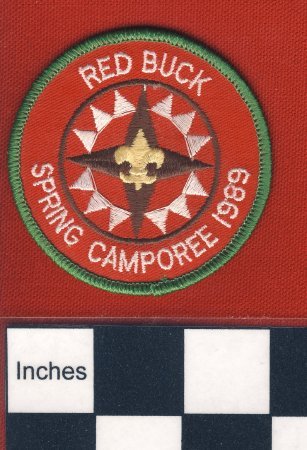 RED BUCK
SPRING CAMPOREE 1989
Inches